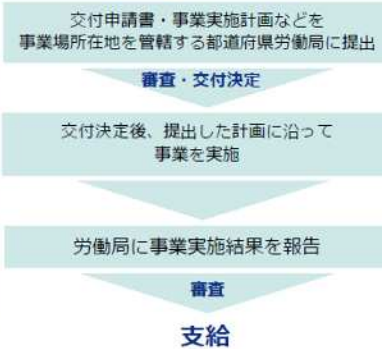 交付申請書・事業実施計画などを
事業場所在地を管轄する都道府県労働局に提出
審査・交付決定
交付決定後、提出した計画に沿って
事業を実施
労働局に事業実施結果を報告
審査
支給